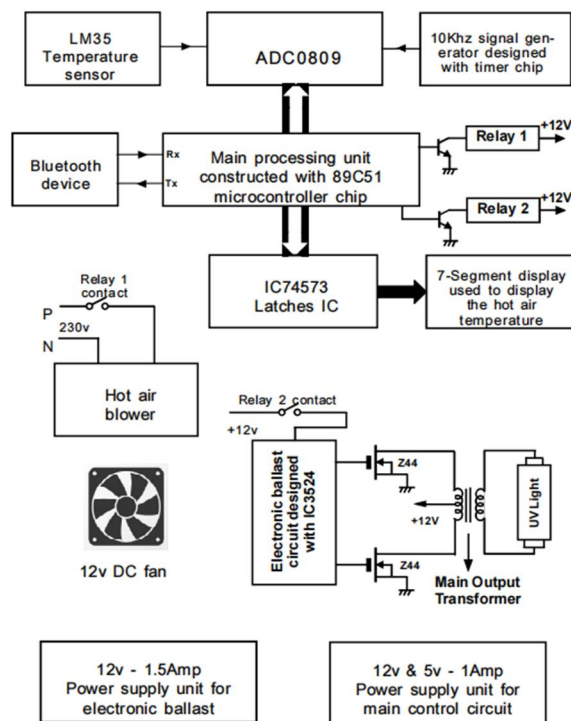 LM35
Temperature
sensor
ADC0809
10Khz signal gen-
erator designed
with timer chip
Bluetooth
device
Rx
Tx
Main processing unit
constructed with 89C51
microcontroller chip
Relay 1
+12V
Relay 2
+12V
IC74573
Latches IC
7-Segment display
used to display
the hot air
temperature
Relay 1
contact
P
230v
N
Hot air
blower
Relay 2 contact
+12v
Electronic ballast
circuit designed
with IC3524
Z44
Z44
+12V
UV Light
Main Output
Transformer
12v DC fan
12v - 1.5Amp
Power supply unit for
electronic ballast
12v & 5v - 1Amp
Power supply unit for
main control circuit